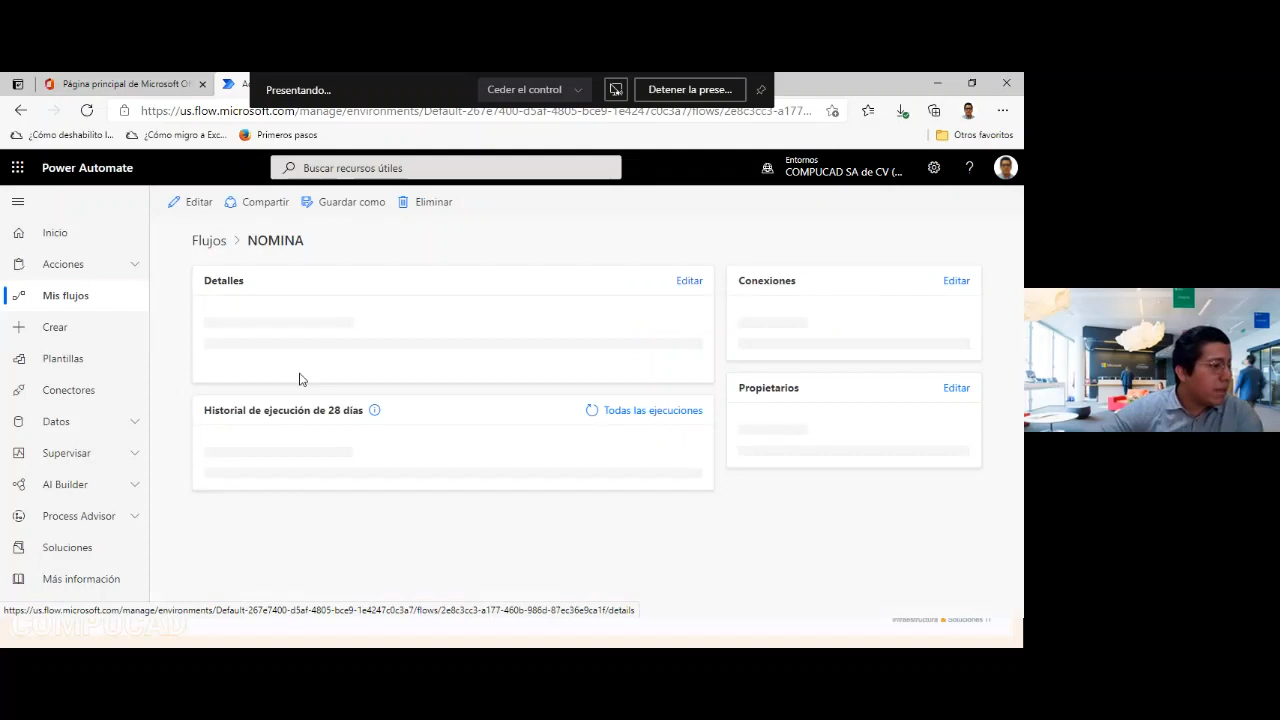 Página principal de Microsoft Of
Presentando...
Ceder el control
Detener la prese...
https://us.flow.microsoft.com/manage/environments/Default-267e7400-d5af-4805-bce9-1e4247c0c3a7/flows/2e8c3cc3-a177...
¿Cómo deshabilito l...
¿Cómo migro a Exc...
Primeros pasos
Otros favoritos
Power Automate
Buscar recursos útiles
Entornos
COMPUCAD SA de CV (...
Editar
Compartir
Guardar como
Eliminar
Inicio
Acciones
Mis flujos
Crear
Plantillas
Conectores
Datos
Supervisar
AI Builder
Process Advisor
Soluciones
Más información
Flujos > NOMINA
Detalles
Editar
Historial de ejecución de 28 días
Todas las ejecuciones
Conexiones
Editar
Propietarios
Editar
https://us.flow.microsoft.com/manage/environments/Default-267e7400-d5af-4805-bce9-1e4247c0c3a7/flows/2e8c3cc3-a177-460b-986d-87ec36e9ca1f/details
COMPUCAD
Infraestructura
Soluciones TI